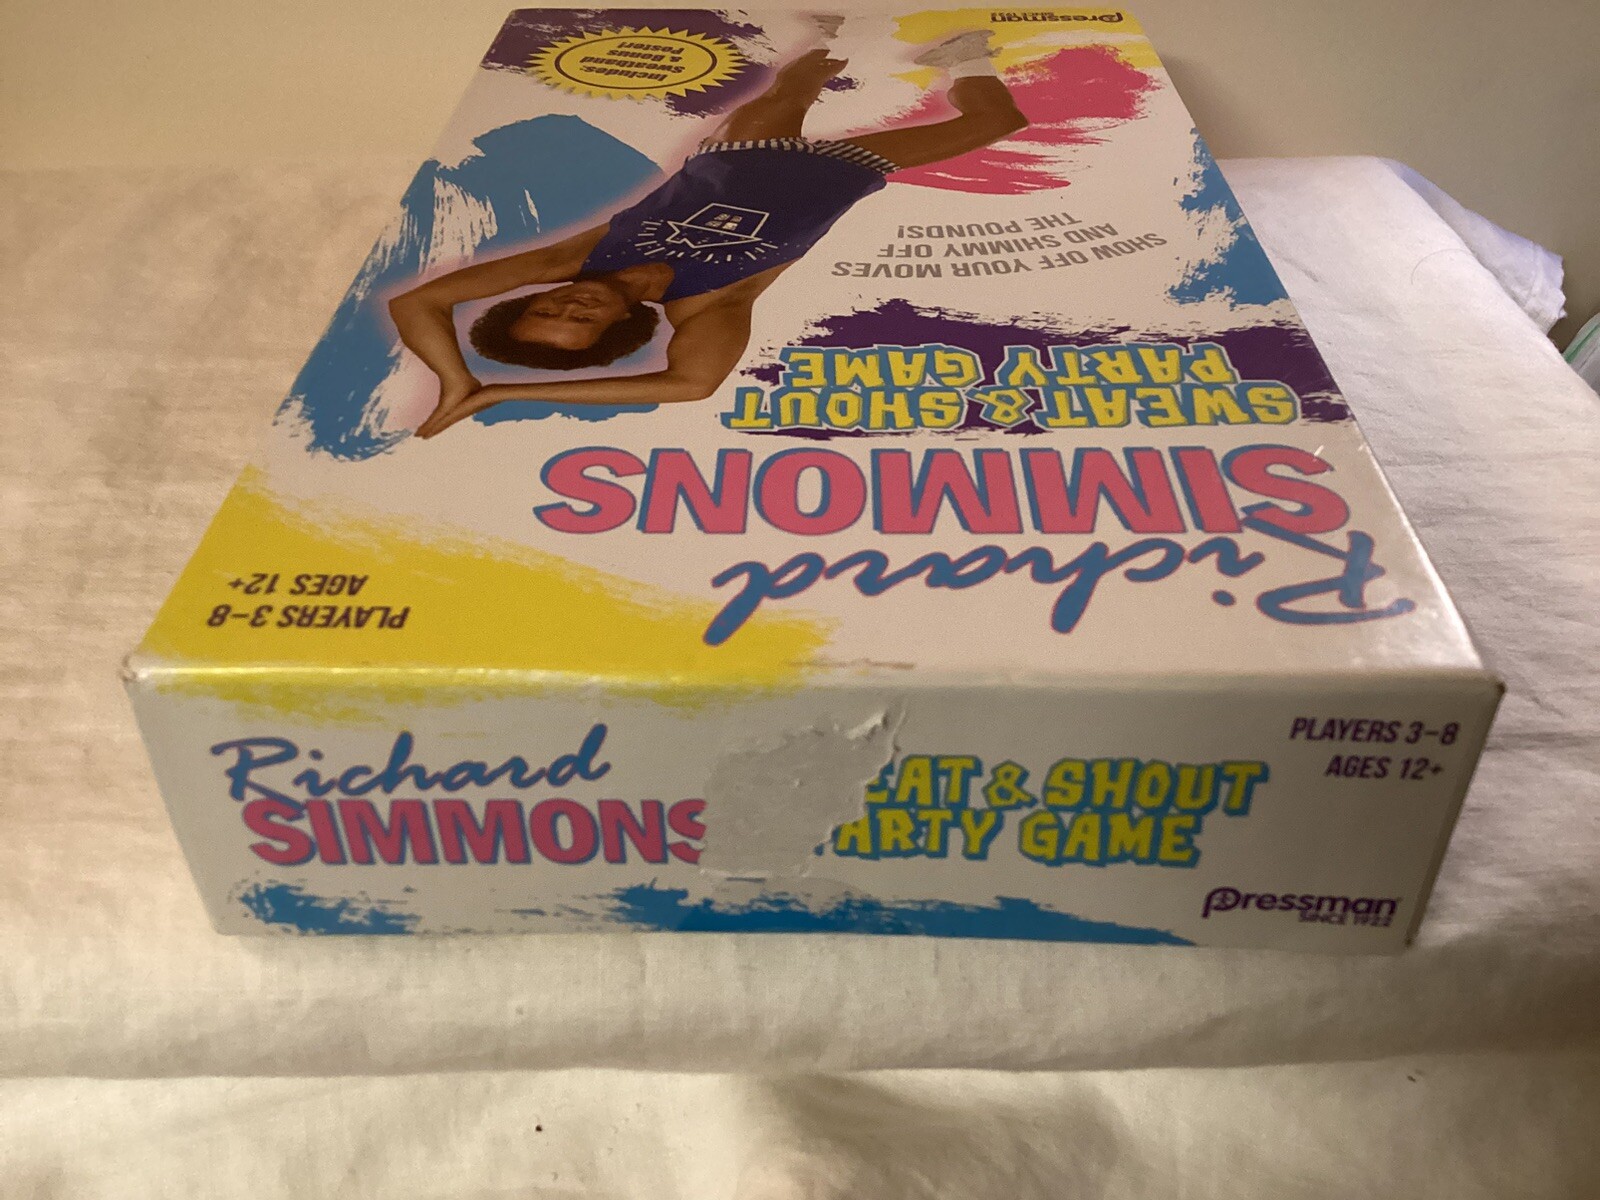 Pressman
SINCE 1922
Includes:
Sweatband
& Bonus
Poster!
SHOW OFF YOUR MOVES
AND SHIMMY OFF
THE POUNDS!
SWEAT & SHOUT
PARTY GAME
Richard
SIMMONS
PLAYERS 3-8
AGES 12+
Richard
SIMMONS
EAT & SHOUT
ARTY GAME
PLAYERS 3-8
AGES 12+
Pressman
SINCE 1922